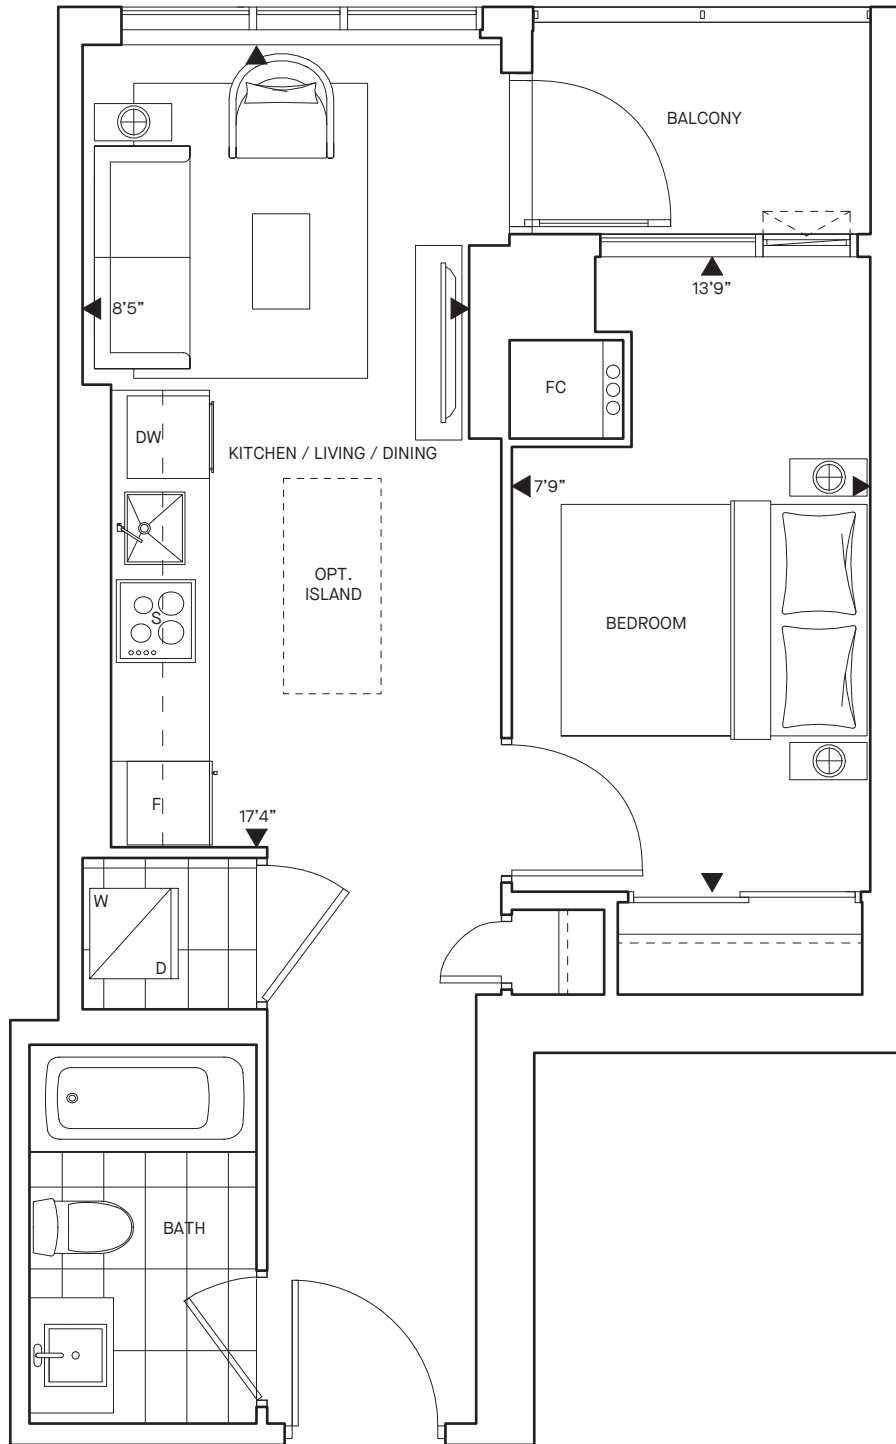 BALCONY
13'9”
8'5”
FC
DW
KITCHEN / LIVING / DINING
7'9”
OPT.
ISLAND
S
BEDROOM
F
17'4”
W
D
BATH